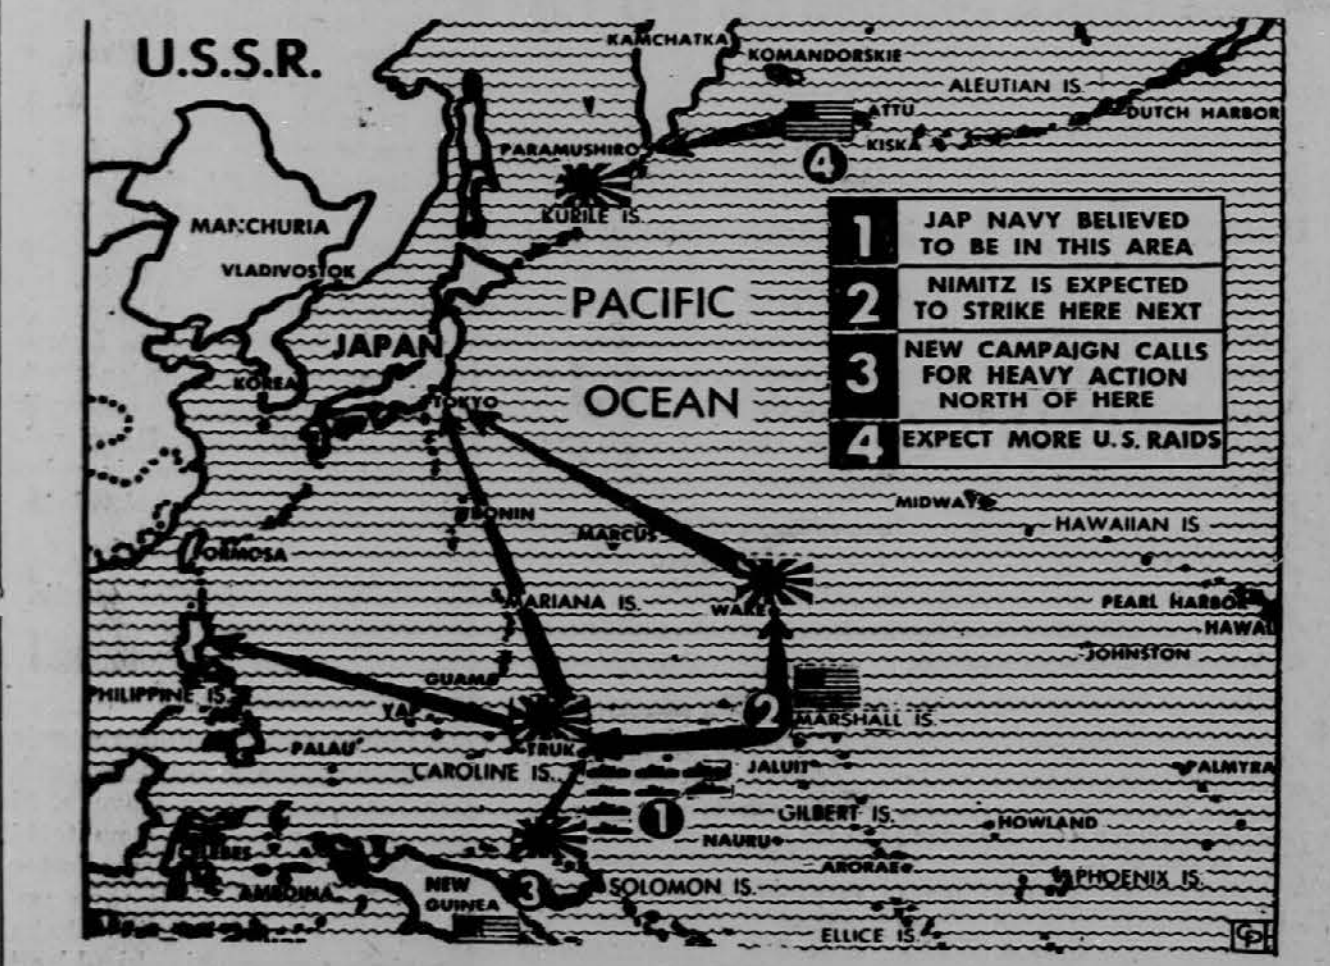 U.S.S.R.
KAMCHATKA
KOMANDORSKIE
ALEUTIAN IS.
ATTU
DUTCH HARBOR
KISKA
PARAMUSHIRO
4
KURILE IS.
MANCHURIA
VLADIVOSTOK
1 JAP NAVY BELIEVED
TO BE IN THIS AREA
2 NIMITZ IS EXPECTED
TO STRIKE HERE NEXT
3 NEW CAMPAIGN CALLS
FOR HEAVY ACTION
NORTH OF HERE
4 EXPECT MORE U.S. RAIDS
PACIFIC
OCEAN
JAPAN
KOREA
TOKYO
MIDWAY
BONIN
HAWAIIAN IS
MARCUS
FORMOSA
MARIANA IS.
WAKE
PEARL HARBOR
HAWAI
JOHNSTON
GUAM
PHILIPPINE IS.
YAP
2
MARSHALL IS.
PALAU
TRUK
CAROLINE IS.
JALUIT
PALMYRA
1
GILBERT IS.
HOWLAND
NAURU
CELEBES
ARORAE
AMBOINA
NEW
GUINEA
3
SOLOMON IS.
PHOENIX IS.
ELLICE IS.
CP